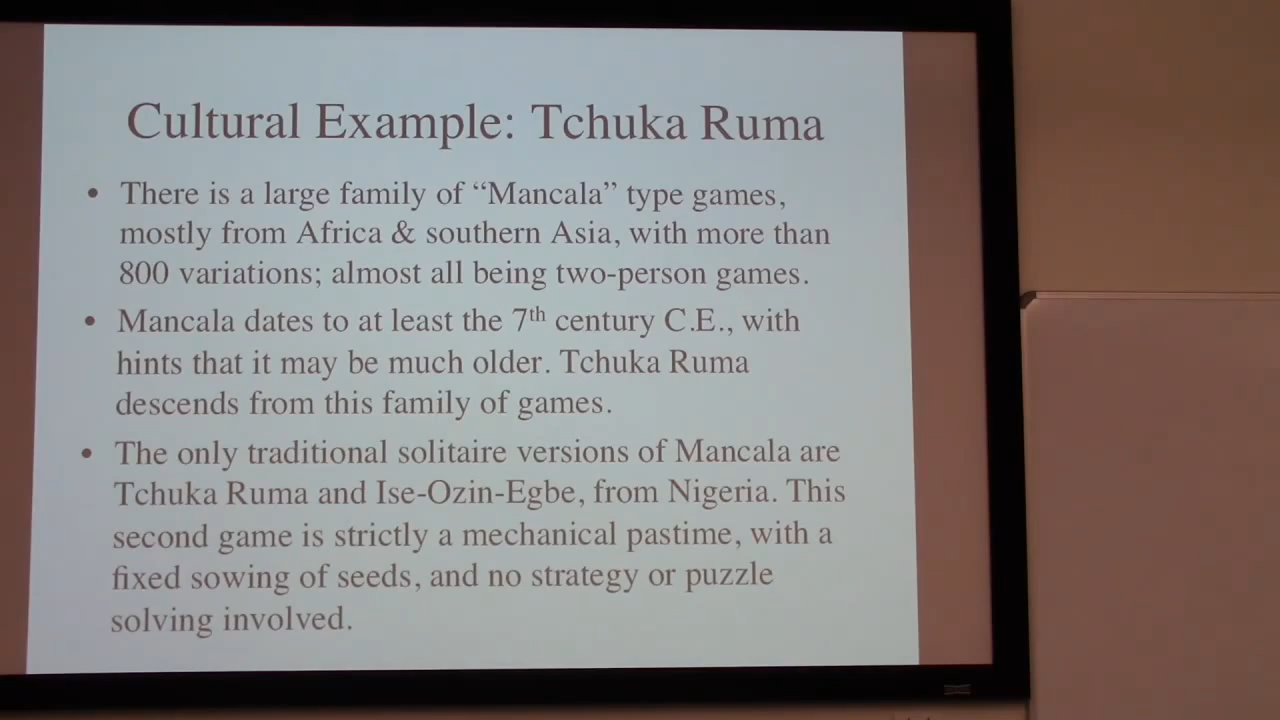 Cultural Example: Tchuka Ruma
• There is a large family of “Mancala” type games,
mostly from Africa & southern Asia, with more than
800 variations; almost all being two-person games.
• Mancala dates to at least the 7th century C.E., with
hints that it may be much older. Tchuka Ruma
descends from this family of games.
• The only traditional solitaire versions of Mancala are
Tchuka Ruma and Ise-Ozin-Egbe, from Nigeria. This
second game is strictly a mechanical pastime, with a
fixed sowing of seeds, and no strategy or puzzle
solving involved.